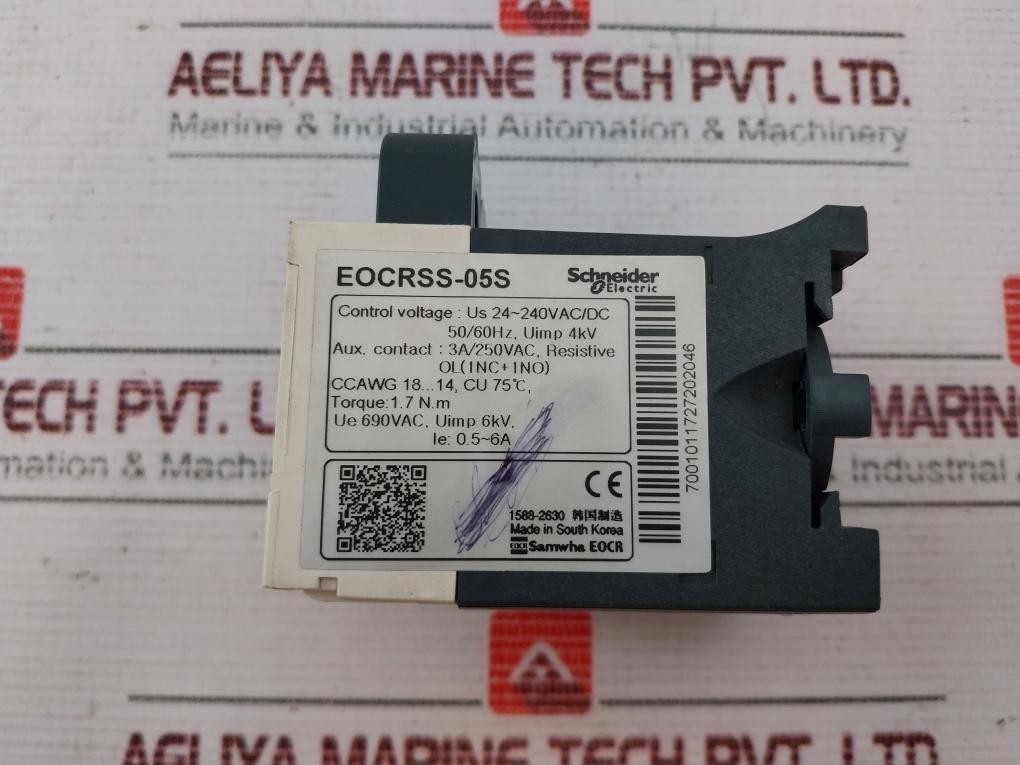 AELIYA MARINE TECH PVT. LTD.
Marine & Industrial Automation & Machinery
EOCRSS-05S
Schneider
Electric
Control voltage : Us 24~240VAC/DC
50/60Hz, Uimp 4kV
Aux. contact : 3A/250VAC, Resistive
OL(1NC+1NO)
CCAWG 18...14, CU 75℃,
Torque:1.7 N.m
Ue 690VAC, Uimp 6kV,
Ie: 0.5~6A
7001011727202046
CE
1588-2630 韩国制造
Made in South Korea
EOCR Samwha EOCR
TECH PVT. L
mation & Machin
MARIN
Industrial
AELIYA MARINE TECH PVT. LTD.